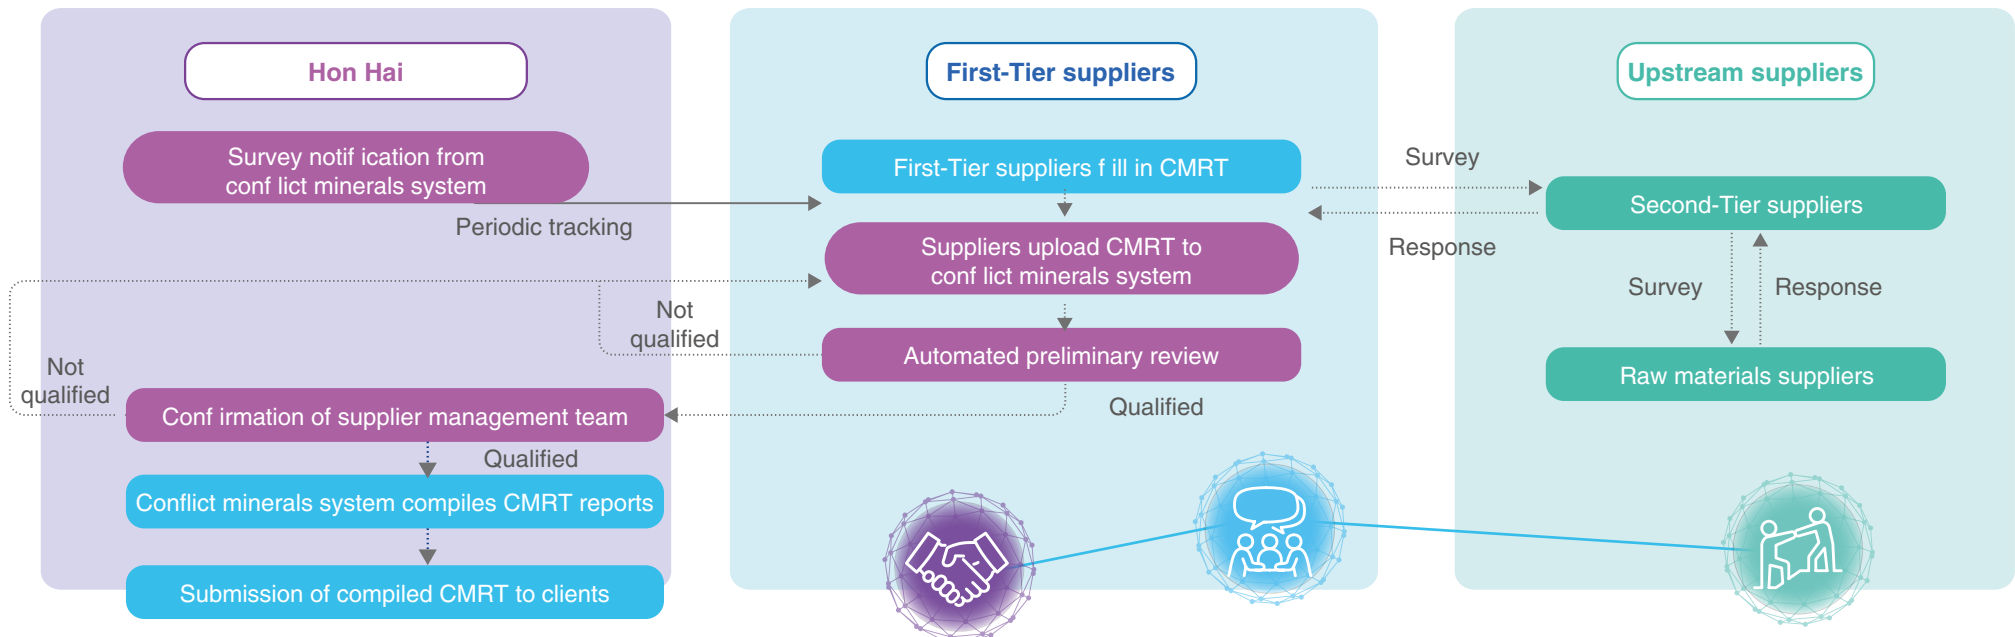 Hon Hai
Survey notif ication from
conf lict minerals system
Periodic tracking
Not
qualified
Conf irmation of supplier management team
Qualified
Conflict minerals system compiles CMRT reports
Submission of compiled CMRT to clients
First-Tier suppliers
First-Tier suppliers f ill in CMRT
Suppliers upload CMRT to
conf lict minerals system
Not
qualified
Automated preliminary review
Qualified
Survey
Response
Upstream suppliers
Second-Tier suppliers
Survey
Response
Raw materials suppliers